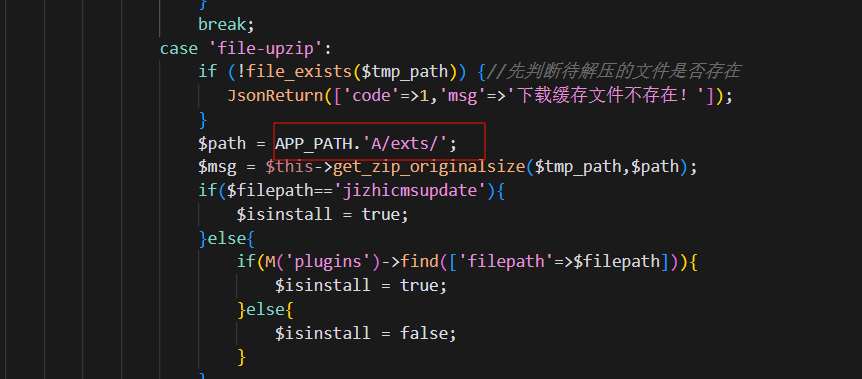 }
break;
case 'file-upzip':
if (!file_exists($tmp_path)) {//先判断待解压的文件是否存在
JsonReturn(['code'=>1,'msg'=>'下载缓存文件不存在！']);
}
$path = APP_PATH.'A/exts/';
$msg = $this->get_zip_originalsize($tmp_path,$path);
if($filepath=='jizhicmsupdate'){
$isinstall = true;
}else{
if(M('plugins')->find(['filepath'=>$filepath])){
$isinstall = true;
}else{
$isinstall = false;
}
}